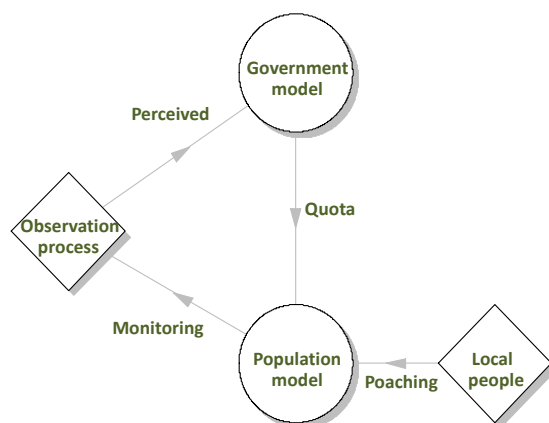 Government
model
Perceived
Quota
Observation
process
Monitoring
Population
model
Local
people
Poaching